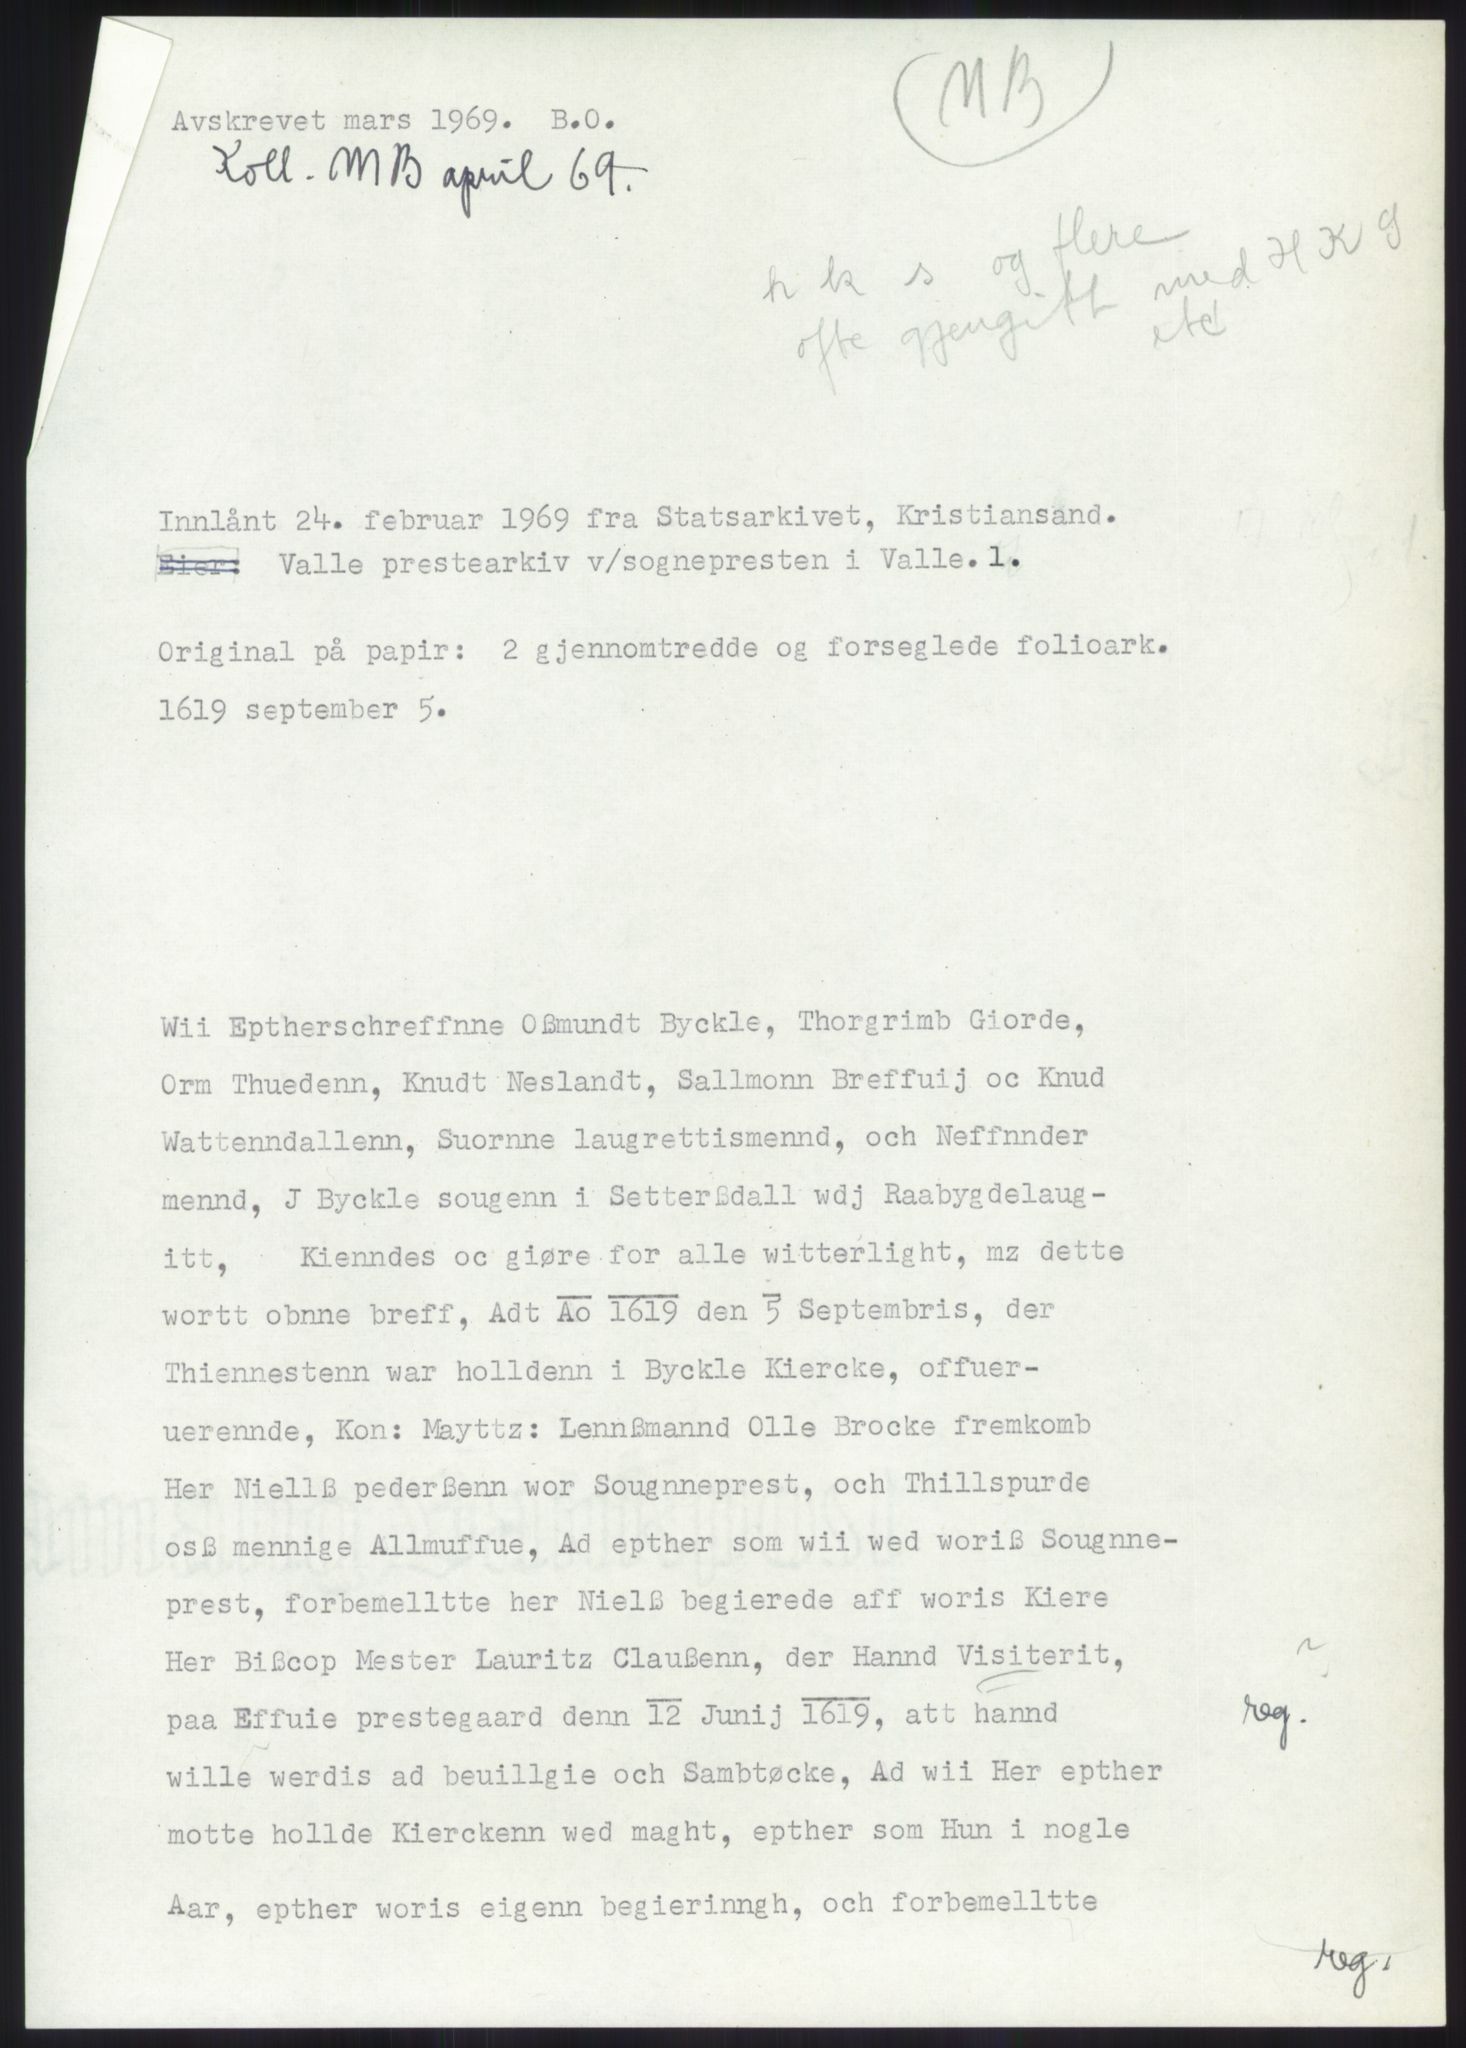 Avskrevet mars 1969. B.O.
Koll. MB april 69.
MB
h k s og flere
ofte gjengitt med H K S
etc
Innlånt 24. februar 1969 fra Statsarkivet, Kristiansand.
Eier: Valle prestearkiv v/sognepresten i Valle. 1.
Original på papir: 2 gjennomtredde og forseglede folioark.
1619 september 5.
Wii Eptherschreffnne Oßmundt Byckle, Thorgrimb Giorde,
Orm Thuedenn, Knudt Neslandt, Sallmonn Breffuij oc Knud
Wattenndallenn, Suornne laugrettismennd, och Neffnnder
mennd, J Byckle sougenn i Setterßdall wdj Raabygdelaug-
itt, Kienndes oc giøre for alle witterlight, mz dette
wortt obnne breff, Adt Ao 1619 den 5 Septembris, der
Thiennestenn war holldenn i Byckle Kiercke, offuer-
uerennde, Kon: Mayttz: Lennßmannd Olle Brocke fremkomb
Her Niellß pederßenn wor Sougnneprest, och Thillspurde
osß mennige Allmuffue, Ad epther som wii wed woriß Sougnne-
prest, forbemelltte her Nielß begierede aff woris Kiere
Her Bißcop Mester Lauritz Claußenn, der Hannd Visiterit,
paa Effuie prestegaard denn 12 Junij 1619, att hannd
reg.
wille werdis ad beuillgie och Sambtøcke, Ad wii Her epther
motte hollde Kierckenn wed maght, epther som Hun i nogle
Aar, epther woris eigenn begierinngh, och forbemelltte
reg.